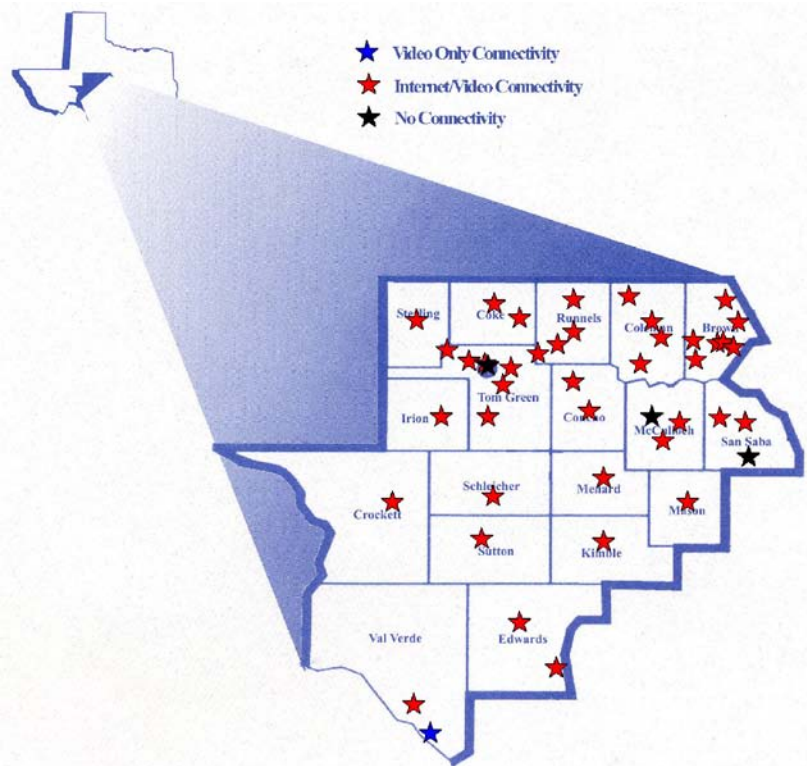 Video Only Connectivity
Internet/Video Connectivity
No Connectivity
Sterling
Coke
Runnels
Coleman
Brown
Tom Green
Irion
Concho
McCulloch
San Saba
Schleicher
Menard
Crockett
Mason
Sutton
Kimble
Val Verde
Edwards